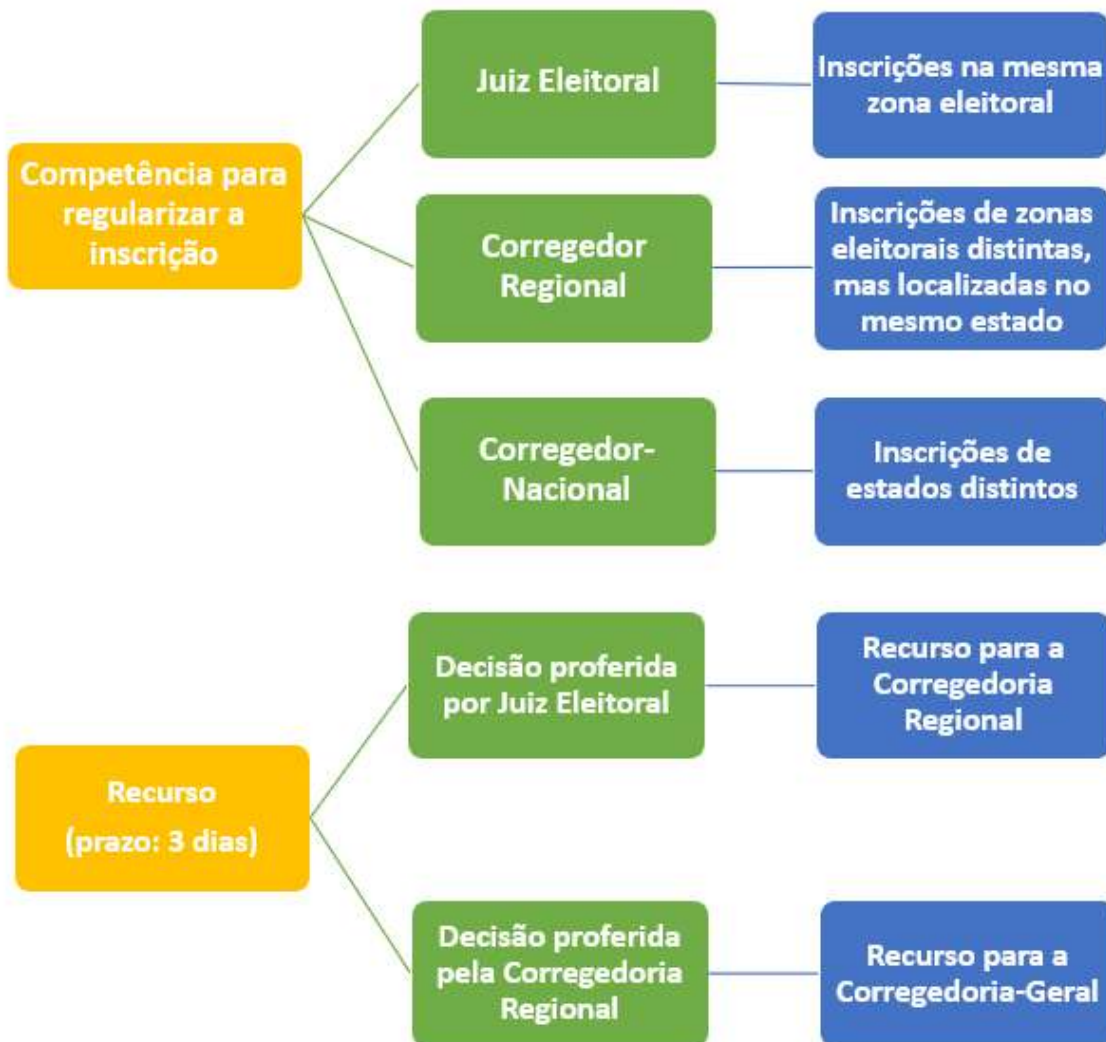 Competência para
regularizar a
inscrição
Juiz Eleitoral
Inscrições na mesma
zona eleitoral
Corregedor
Regional
Inscrições de zonas
eleitorais distintas,
mas localizadas no
mesmo estado
Corregedor-
Nacional
Inscrições de
estados distintos
Recurso
(prazo: 3 dias)
Decisão proferida
por Juiz Eleitoral
Recurso para a
Corregedoria
Regional
Decisão proferida
pela Corregedoria
Regional
Recurso para a
Corregedoria-Geral